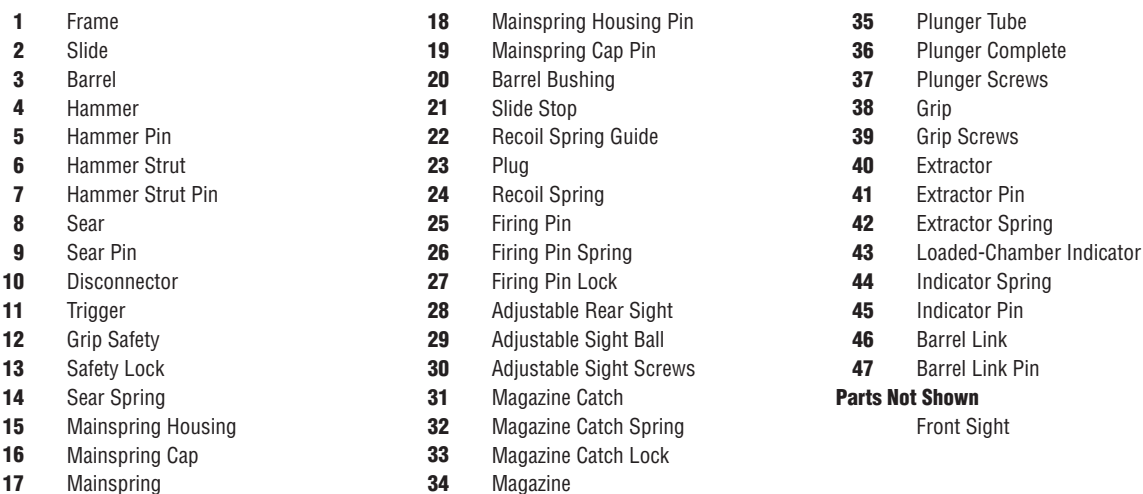 1 Frame
2 Slide
3 Barrel
4 Hammer
5 Hammer Pin
6 Hammer Strut
7 Hammer Strut Pin
8 Sear
9 Sear Pin
10 Disconnector
11 Trigger
12 Grip Safety
13 Safety Lock
14 Sear Spring
15 Mainspring Housing
16 Mainspring Cap
17 Mainspring
18 Mainspring Housing Pin
19 Mainspring Cap Pin
20 Barrel Bushing
21 Slide Stop
22 Recoil Spring Guide
23 Plug
24 Recoil Spring
25 Firing Pin
26 Firing Pin Spring
27 Firing Pin Lock
28 Adjustable Rear Sight
29 Adjustable Sight Ball
30 Adjustable Sight Screws
31 Magazine Catch
32 Magazine Catch Spring
33 Magazine Catch Lock
34 Magazine
35 Plunger Tube
36 Plunger Complete
37 Plunger Screws
38 Grip
39 Grip Screws
40 Extractor
41 Extractor Pin
42 Extractor Spring
43 Loaded-Chamber Indicator
44 Indicator Spring
45 Indicator Pin
46 Barrel Link
47 Barrel Link Pin
Parts Not Shown
Front Sight